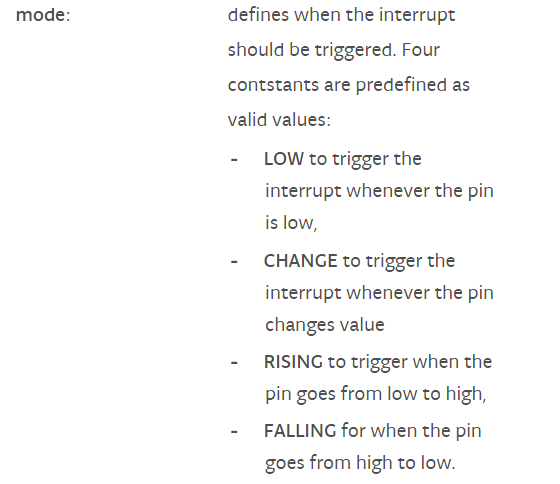 mode: defines when the interrupt
should be triggered. Four
contstants are predefined as
valid values:
- LOW to trigger the
interrupt whenever the pin
is low,
- CHANGE to trigger the
interrupt whenever the pin
changes value
- RISING to trigger when the
pin goes from low to high,
- FALLING for when the pin
goes from high to low.